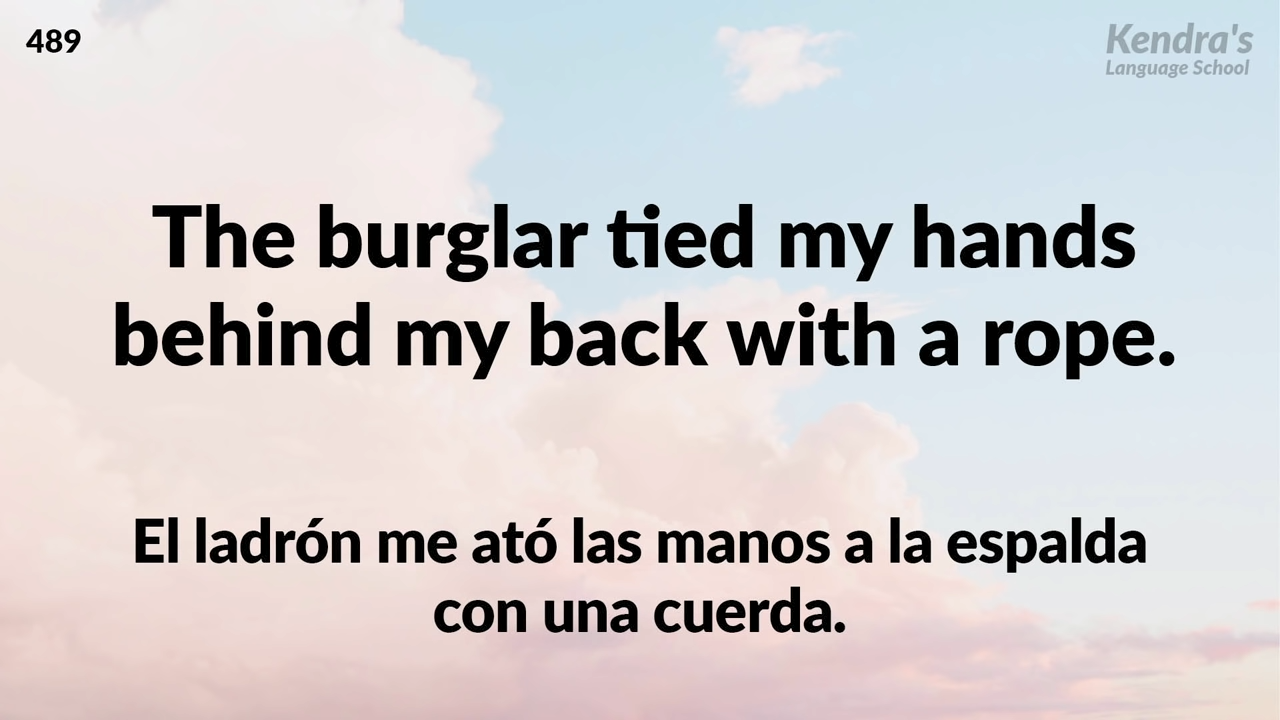 489
Kendra's
Language School
The burglar tied my hands
behind my back with a rope.
El ladrón me ató las manos a la espalda
con una cuerda.